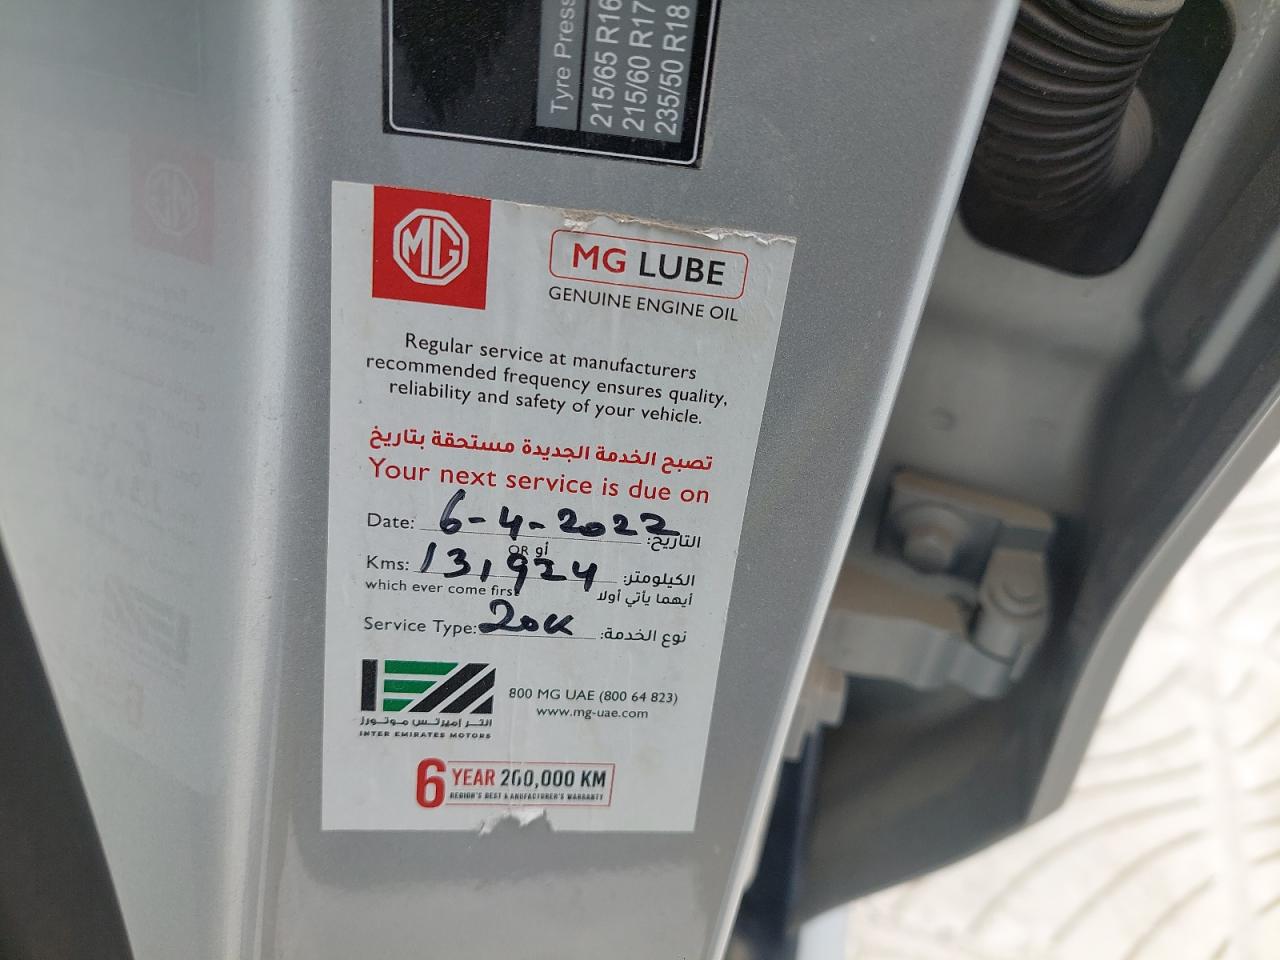 Tyre Press
215/65 R16
215/60 R17
235/50 R18
MG
MG LUBE
GENUINE ENGINE OIL
Regular service at manufacturers
recommended frequency ensures quality,
reliability and safety of your vehicle.
تصبح الخدمة الجديدة مستحقة بتاريخ
Your next service is due on
Date: 6-4-2022 التاريخ:
OR أو
Kms: 13,924 الكيلومتر:
which ever come first أيهما يأتي أولا
Service Type: 20K نوع الخدمة:
800 MG UAE (800 64 823)
www.mg-uae.com
انتر اميرتس موتورز
INTER EMIRATES MOTORS
6 YEAR 200,000 KM
REGION'S BEST MANUFACTURER'S WARRANTY